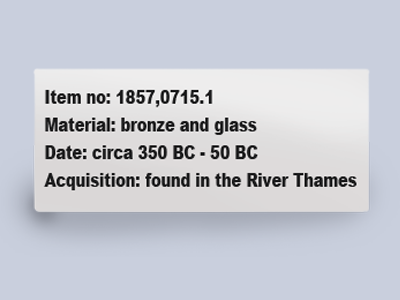 Item no: 1857,0715.1
Material: bronze and glass
Date: circa 350 BC - 50 BC
Acquisition: found in the River Thames